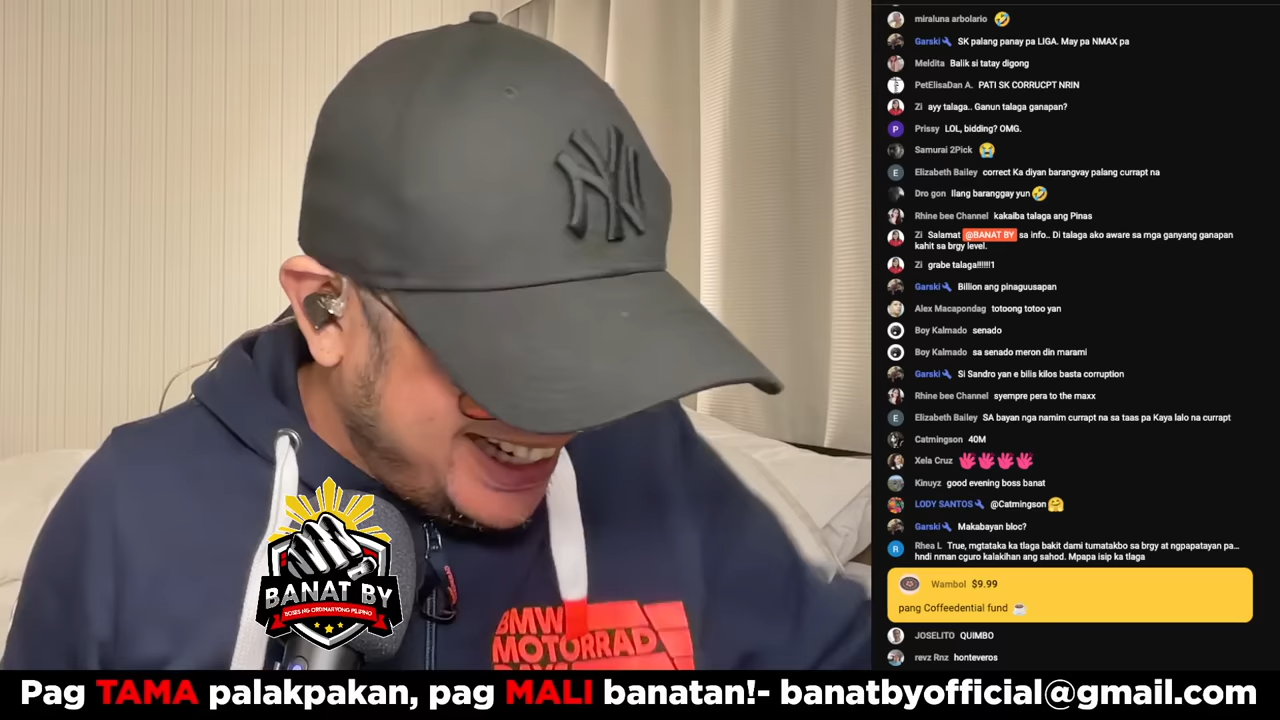 NY
BANAT BY
BOSES NG ORDINARYONG PILIPINO
BMW
MOTORRAD
DAYS
miraluna arbolario 🤣
Garski SK palang panay pa LIGA. May pa NMAX pa
Meldita Balik si tatay digong
PetElisaDan A. PATI SK CORRUCPT NRIN
Zi ayy talaga.. Ganun talaga ganapan?
P Prissy LOL, bidding? OMG.
Samurai 2Pick 😭
E Elizabeth Bailey correct Ka diyan barangvay palang currapt na
Dro gon Ilang baranggay yun 🤣
Rhine bee Channel kakaiba talaga ang Pinas
Zi Salamat @BANAT BY sa info.. Di talaga ako aware sa mga ganyang ganapan
kahit sa brgy level.
Zi grabe talaga!!!!!!1
Garski Billion ang pinaguusapan
Alex Macapondag totoong totoo yan
Boy Kalmado senado
Boy Kalmado sa senado meron din marami
Garski Si Sandro yan e bilis kilos basta corruption
Rhine bee Channel syempre pera to the maxx
E Elizabeth Bailey SA bayan nga namim currapt na sa taas pa Kaya lalo na currapt
Catmingson 40M
Xela Cruz
Kinuyz good evening boss banat
LODY SANTOS @Catmingson 🤗
Garski Makabayan bloc?
R Rhea L True, mgtataka ka tlaga bakit dami tumatakbo sa brgy at ngpapatayan pa...
hndi nman cguro kalakihan ang sahod. Mpapa isip ka tlaga
Wambol $9.99
pang Coffeedential fund ☕
JOSELITO QUIMBO
revz Rnz honteveros
Pag TAMA palakpakan, pag MALI banatan!- banatbyofficial@gmail.com